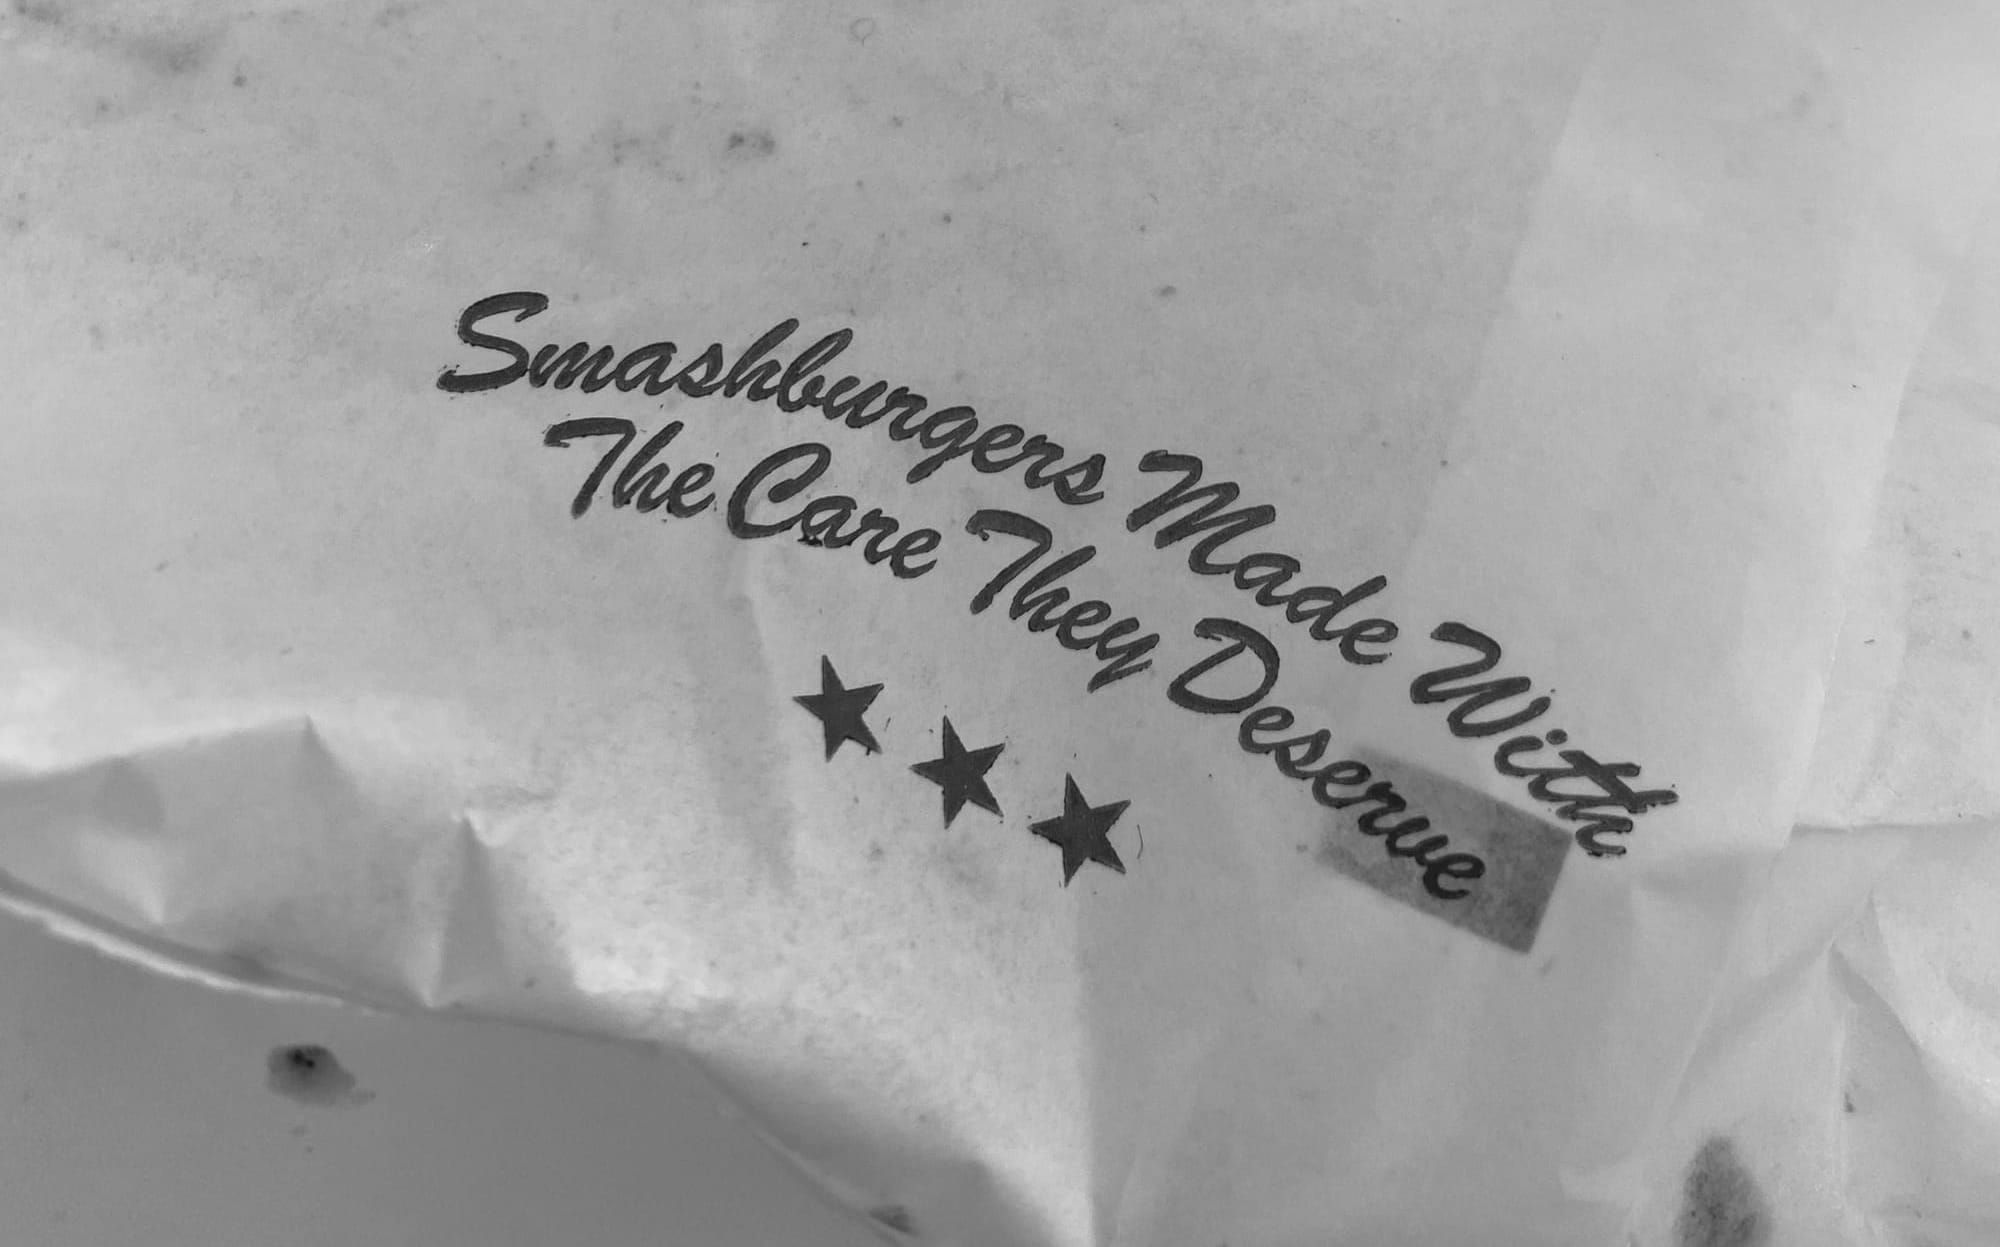 Smashburgers Made With
The Care They Deserve